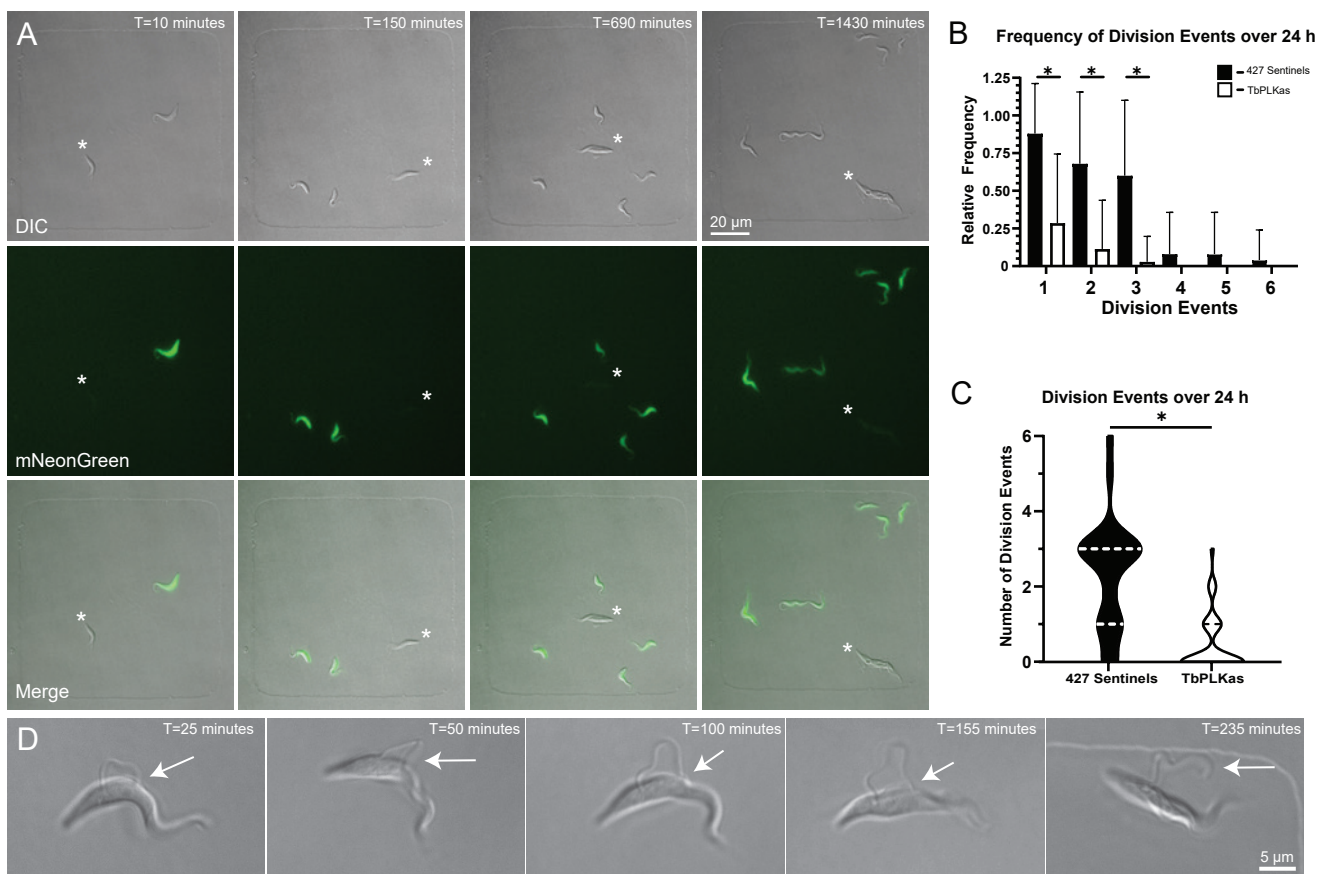 A
T=10 minutes
T=150 minutes
T=690 minutes
T=1430 minutes
*
*
*
*
DIC
20 µm
*
*
*
*
mNeonGreen
*
*
*
*
Merge
B
Frequency of Division Events over 24 h
427 Sentinels
TbPLKas
* * *
1.25
1.00
0.75
0.50
0.25
0
Relative Frequency
1 2 3 4 5 6
Division Events
C
Division Events over 24 h
*
6
4
2
0
Number of Division Events
427 Sentinels
TbPLKas
D
T=25 minutes
T=50 minutes
T=100 minutes
T=155 minutes
T=235 minutes
5 µm